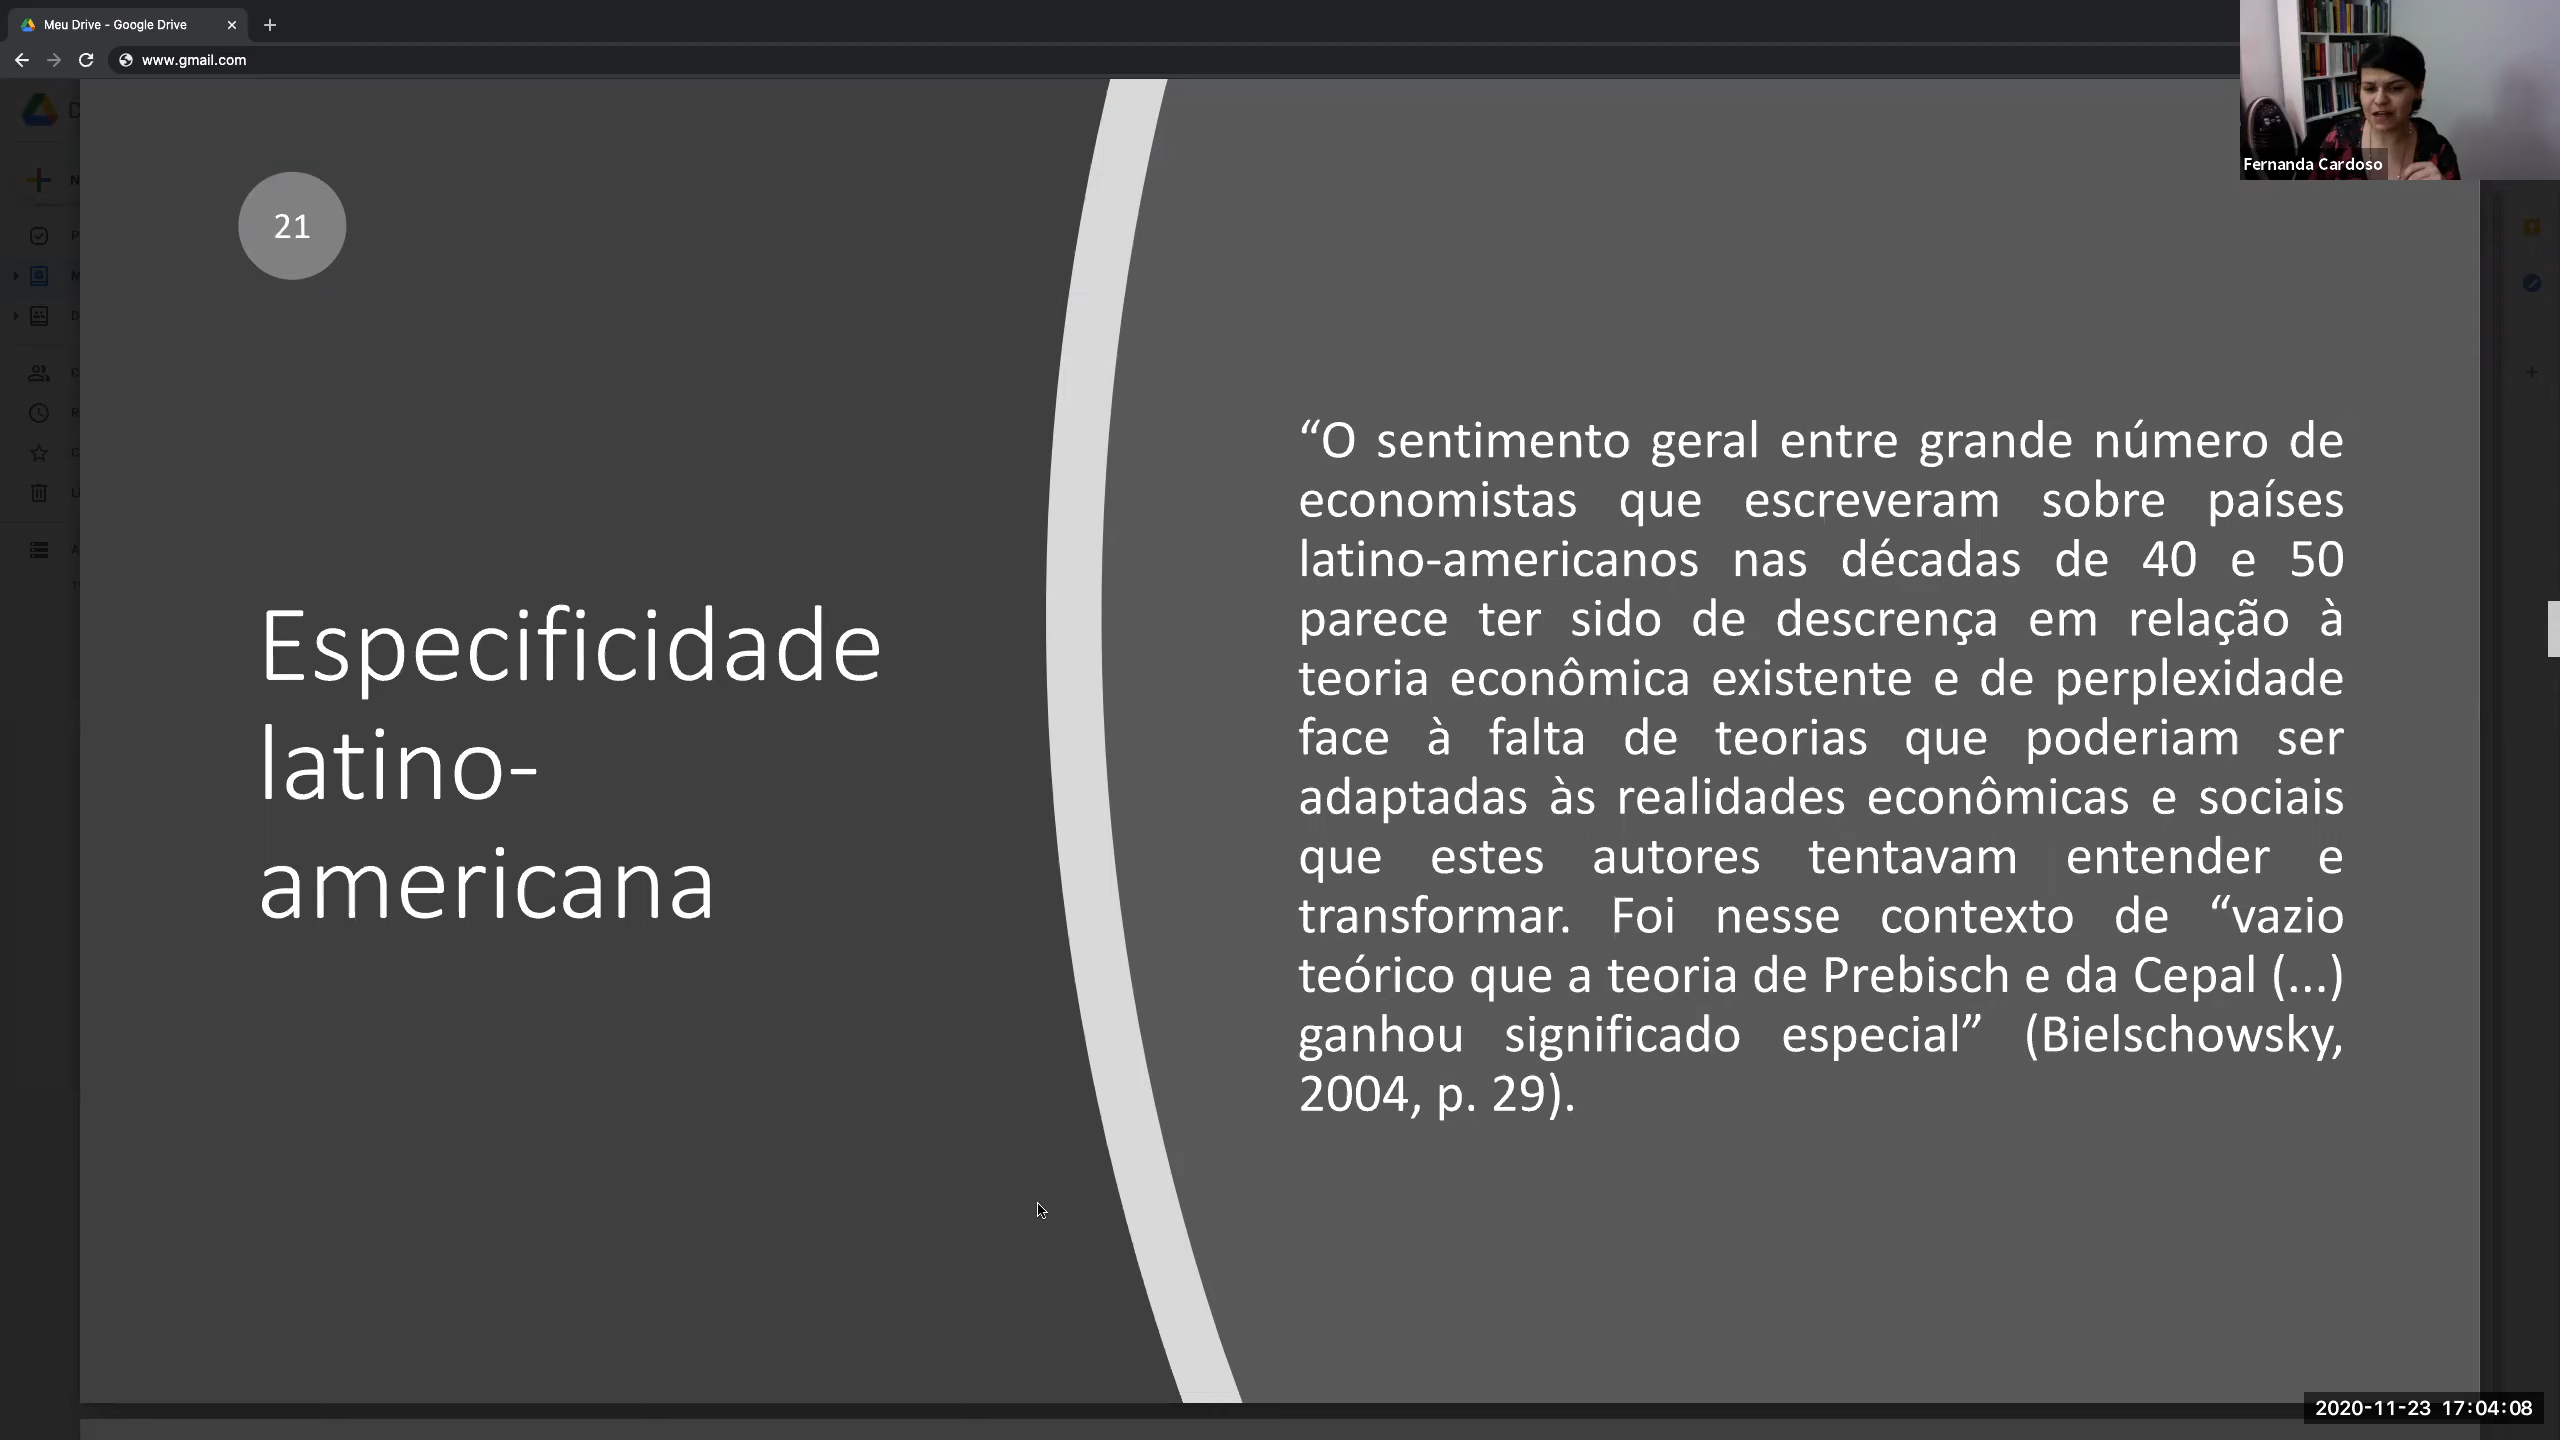 Meu Drive - Google Drive
www.gmail.com
Fernanda Cardoso
21
Especificidade
latino-
americana
“O sentimento geral entre grande número de
economistas que escreveram sobre países
latino-americanos nas décadas de 40 e 50
parece ter sido de descrença em relação à
teoria econômica existente e de perplexidade
face à falta de teorias que poderiam ser
adaptadas às realidades econômicas e sociais
que estes autores tentavam entender e
transformar. Foi nesse contexto de “vazio
teórico que a teoria de Prebisch e da Cepal (...)
ganhou significado especial” (Bielschowsky,
2004, p. 29).
2020-11-23 17:04:08